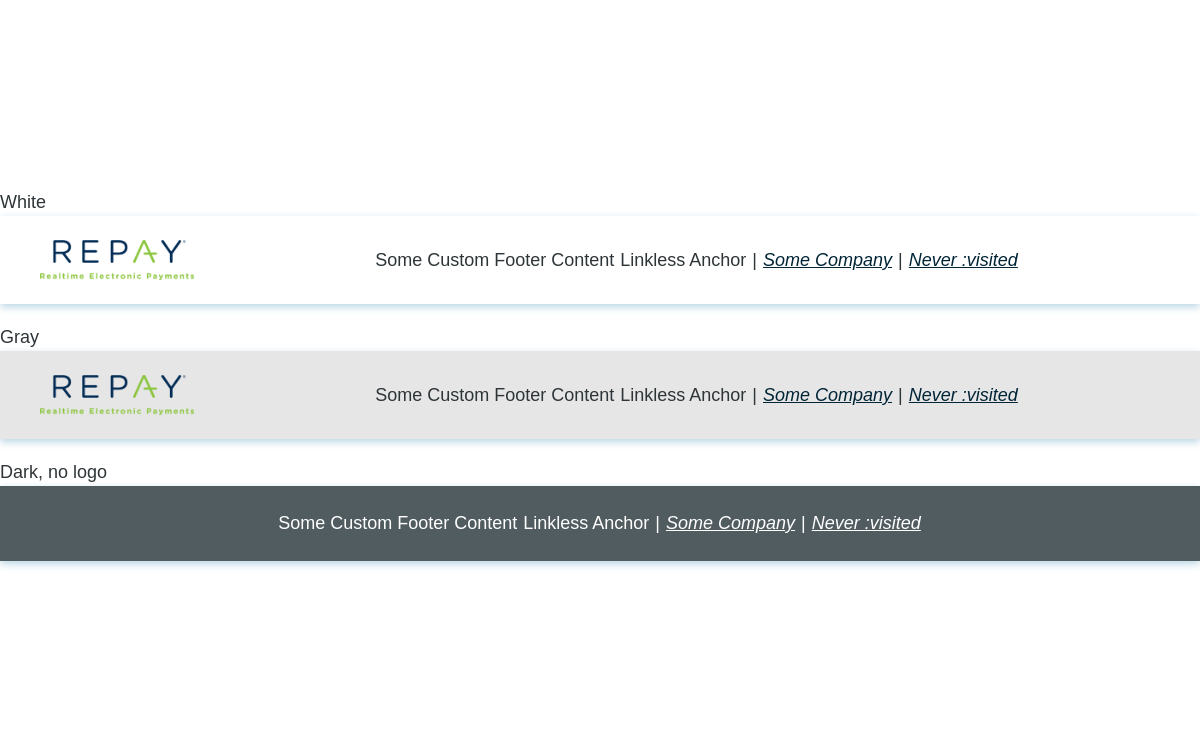 White
REPAY®
Realtime Electronic Payments
Some Custom Footer Content Linkless Anchor | Some Company | Never :visited
Gray
REPAY®
Realtime Electronic Payments
Some Custom Footer Content Linkless Anchor | Some Company | Never :visited
Dark, no logo
Some Custom Footer Content Linkless Anchor | Some Company | Never :visited